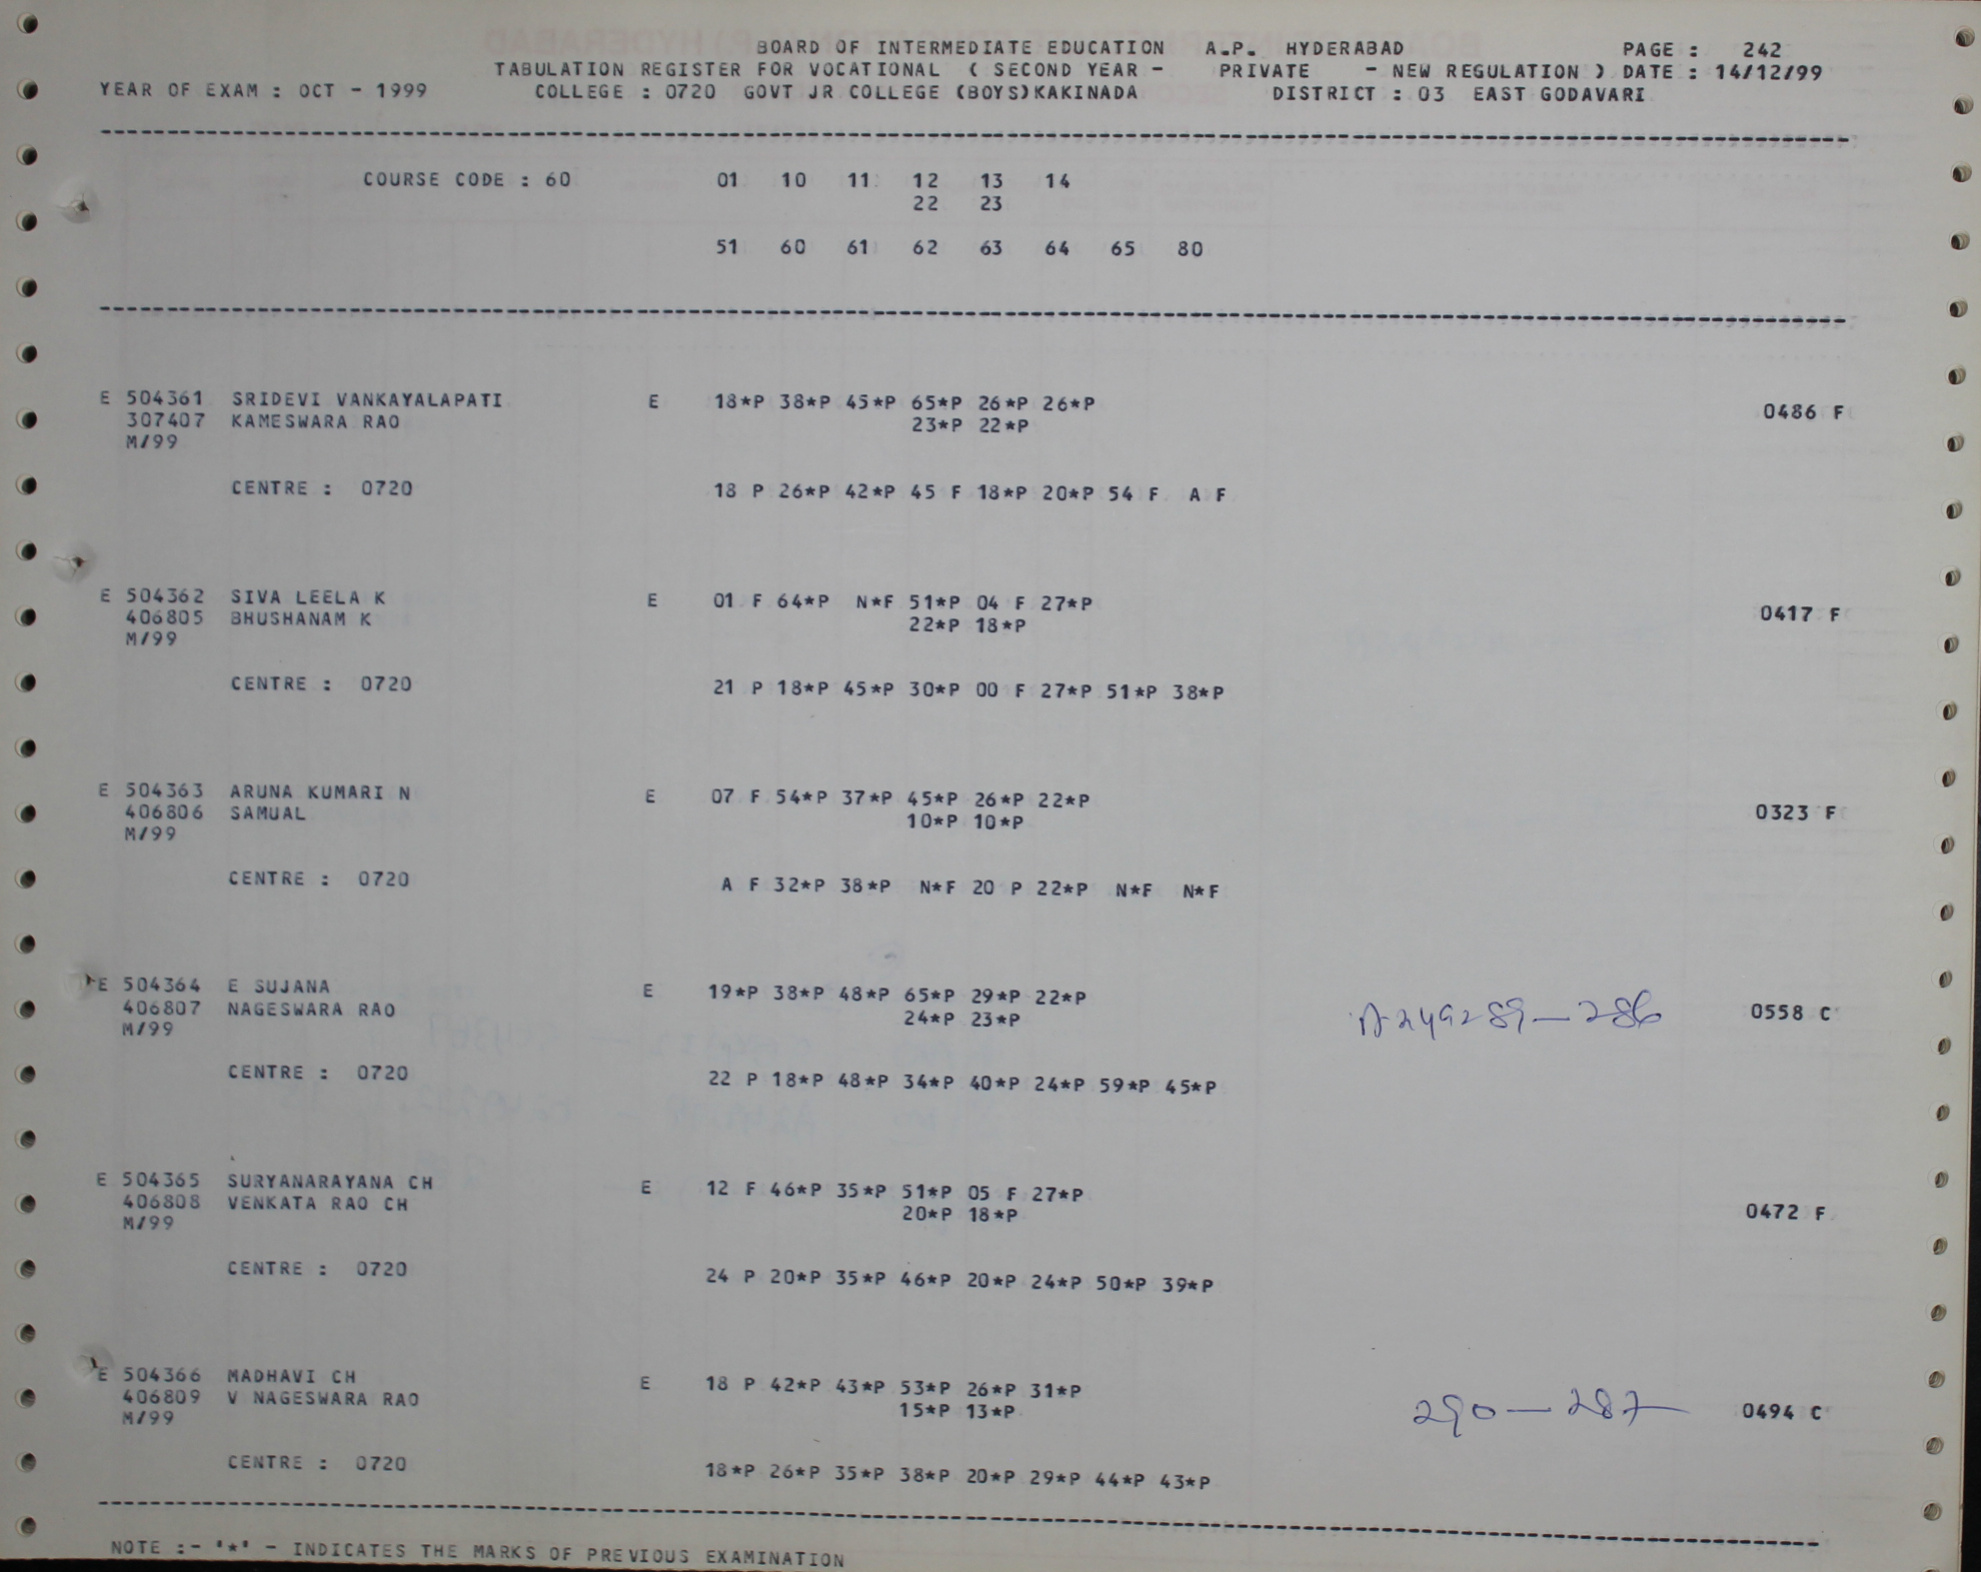 BOARD OF INTERMEDIATE EDUCATION A.P. HYDERABAD PAGE : 242
TABULATION REGISTER FOR VOCATIONAL ( SECOND YEAR - PRIVATE - NEW REGULATION ) DATE : 14/12/99
YEAR OF EXAM : OCT - 1999 COLLEGE : 0720 GOVT JR COLLEGE (BOYS)KAKINADA DISTRICT : 03 EAST GODAVARI
COURSE CODE : 60 01 10 11 12 13 14
22 23
51 60 61 62 63 64 65 80
E 504361 SRIDEVI VANKAYALAPATI E 18*P 38*P 45*P 65*P 26*P 26*P 0486 F
307407 KAMESWARA RAO 23*P 22*P
M/99
CENTRE : 0720 18 P 26*P 42*P 45 F 18*P 20*P 54 F A F
E 504362 SIVA LEELA K E 01 F 64*P N*F 51*P 04 F 27*P 0417 F
406805 BHUSHANAM K 22*P 18*P
M/99
CENTRE : 0720 21 P 18*P 45*P 30*P 00 F 27*P 51*P 38*P
E 504363 ARUNA KUMARI N E 07 F 54*P 37*P 45*P 26*P 22*P 0323 F
406806 SAMUAL 10*P 10*P
M/99
CENTRE : 0720 A F 32*P 38*P N*F 20 P 22*P N*F N*F
E 504364 E SUJANA E 19*P 38*P 48*P 65*P 29*P 22*P 0558 C
406807 NAGESWARA RAO 24*P 23*P A249289-286
M/99
CENTRE : 0720 22 P 18*P 48*P 34*P 40*P 24*P 59*P 45*P
E 504365 SURYANARAYANA CH E 12 F 46*P 35*P 51*P 05 F 27*P 0472 F
406808 VENKATA RAO CH 20*P 18*P
M/99
CENTRE : 0720 24 P 20*P 35*P 46*P 20*P 24*P 50*P 39*P
E 504366 MADHAVI CH E 18 P 42*P 43*P 53*P 26*P 31*P 0494 C
406809 V NAGESWARA RAO 15*P 13*P 290-287
M/99
CENTRE : 0720 18*P 26*P 35*P 38*P 20*P 29*P 44*P 43*P
NOTE :- '*' - INDICATES THE MARKS OF PREVIOUS EXAMINATION